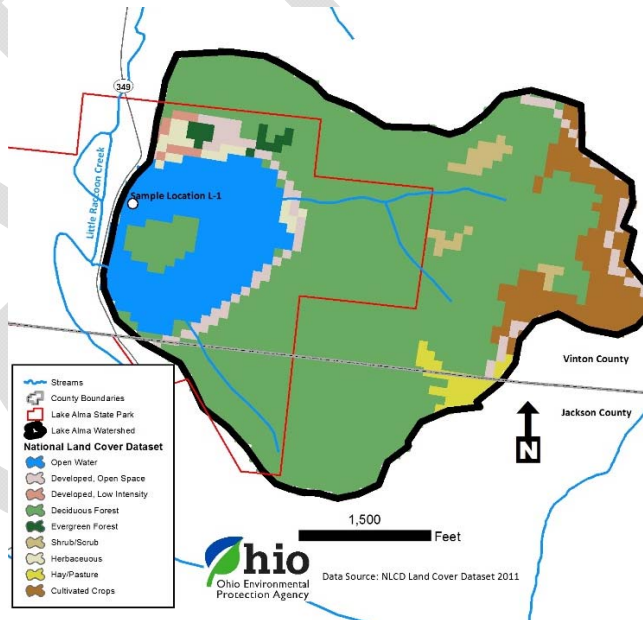 349
Little Raccoon Creek
Sample Location L-1
Vinton County
Jackson County
Streams
County Boundaries
Lake Alma State Park
Lake Alma Watershed
National Land Cover Dataset
Open Water
Developed, Open Space
Developed, Low Intensity
Deciduous Forest
Evergreen Forest
Shrub/Scrub
Herbaceuous
Hay/Pasture
Cultivated Crops
N
1,500
Feet
Ohio
Ohio Environmental
Protection Agency
Data Source: NLCD Land Cover Dataset 2011